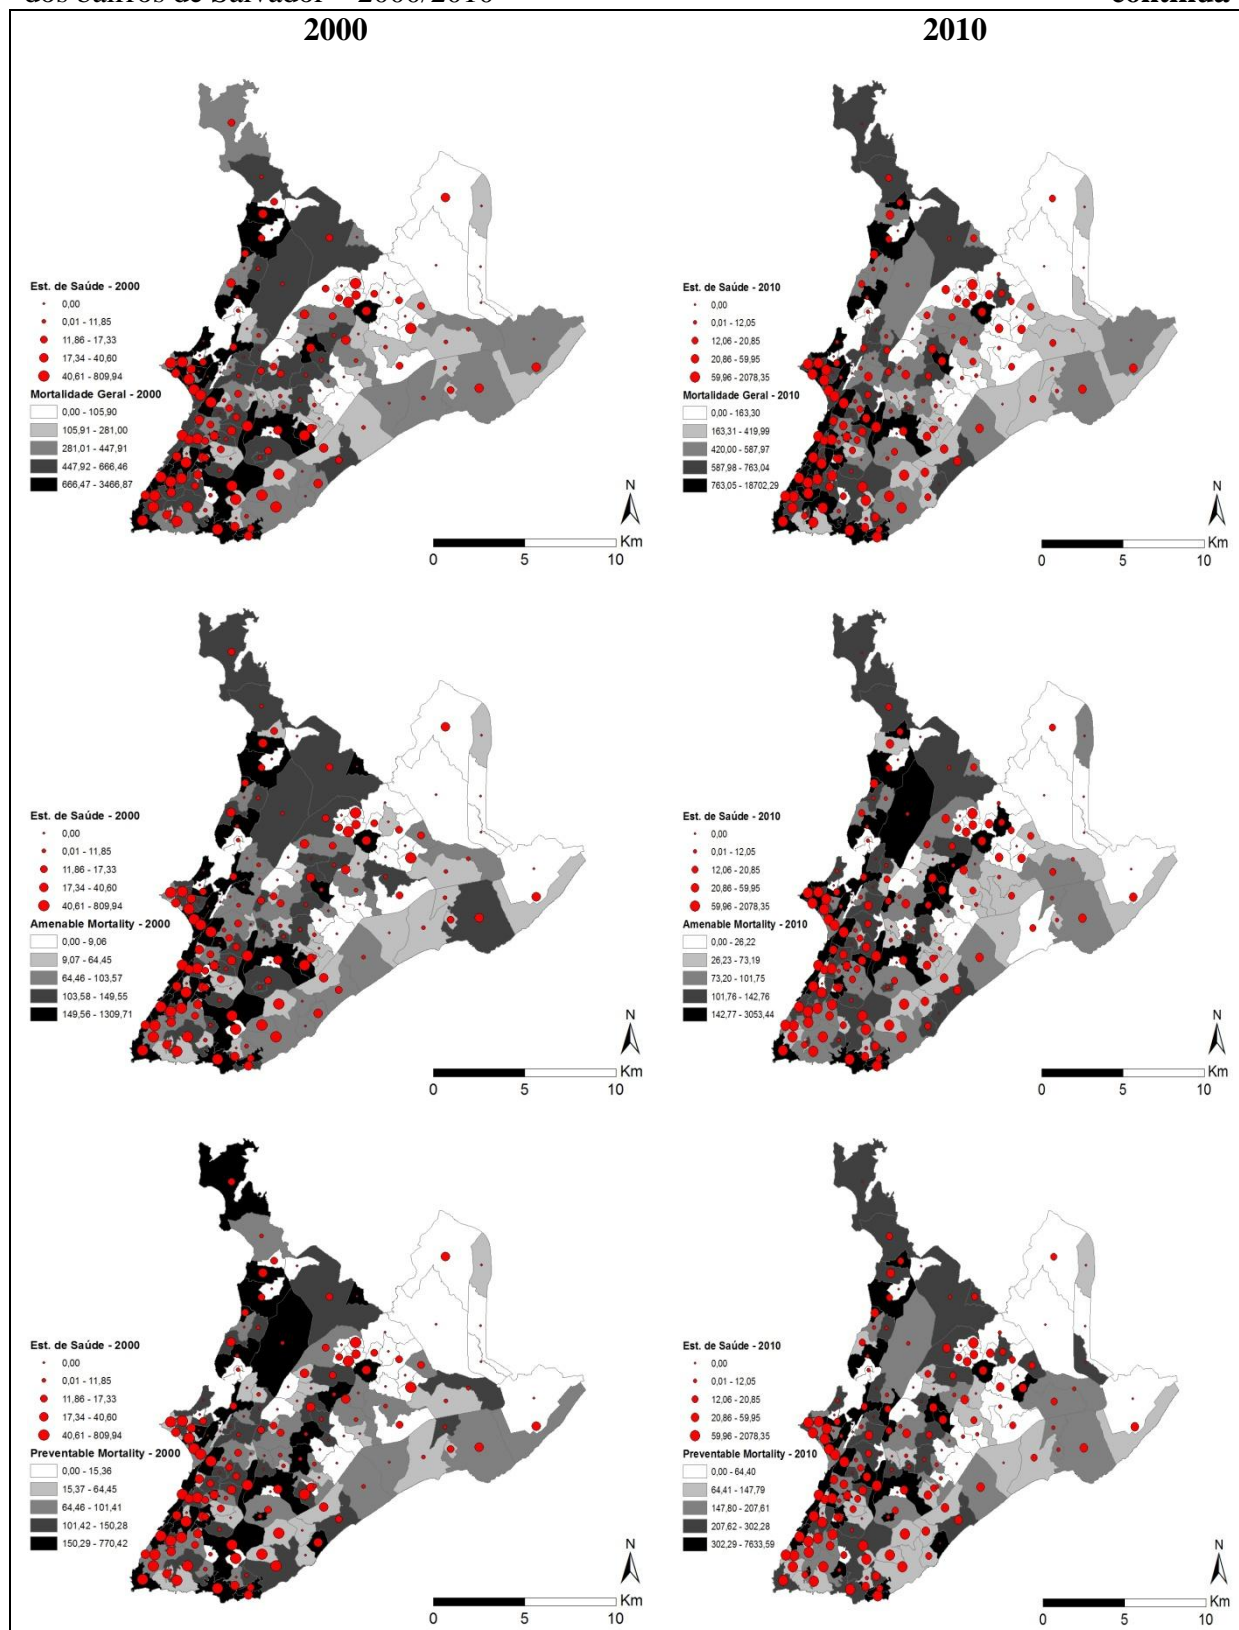 dos bairros de Salvador – 2000/2010 continua
2000 2010
Est. de Saúde - 2000
0,00
0,01 - 11,85
11,86 - 17,33
17,34 - 40,60
40,61 - 809,94
Mortalidade Geral - 2000
0,00 - 105,90
105,91 - 281,00
281,01 - 447,91
447,92 - 666,46
666,47 - 3466,87
N
Km
0 5 10
Est. de Saúde - 2010
0,00
0,01 - 12,05
12,06 - 20,85
20,86 - 59,95
59,96 - 2078,35
Mortalidade Geral - 2010
0,00 - 163,30
163,31 - 419,99
420,00 - 587,97
587,98 - 763,04
763,05 - 18702,29
N
Km
0 5 10
Est. de Saúde - 2000
0,00
0,01 - 11,85
11,86 - 17,33
17,34 - 40,60
40,61 - 809,94
Amenable Mortality - 2000
0,00 - 9,06
9,07 - 64,45
64,46 - 103,57
103,58 - 149,55
149,56 - 1309,71
N
Km
0 5 10
Est. de Saúde - 2010
0,00
0,01 - 12,05
12,06 - 20,85
20,86 - 59,95
59,96 - 2078,35
Amenable Mortality - 2010
0,00 - 26,22
26,23 - 73,19
73,20 - 101,75
101,76 - 142,76
142,77 - 3053,44
N
Km
0 5 10
Est. de Saúde - 2000
0,00
0,01 - 11,85
11,86 - 17,33
17,34 - 40,60
40,61 - 809,94
Preventable Mortality - 2000
0,00 - 15,36
15,37 - 64,45
64,46 - 101,41
101,42 - 150,28
150,29 - 770,42
N
Km
0 5 10
Est. de Saúde - 2010
0,00
0,01 - 12,05
12,06 - 20,85
20,86 - 59,95
59,96 - 2078,35
Preventable Mortality - 2010
0,00 - 64,40
64,41 - 147,79
147,80 - 207,61
207,62 - 302,28
302,29 - 7633,59
N
Km
0 5 10